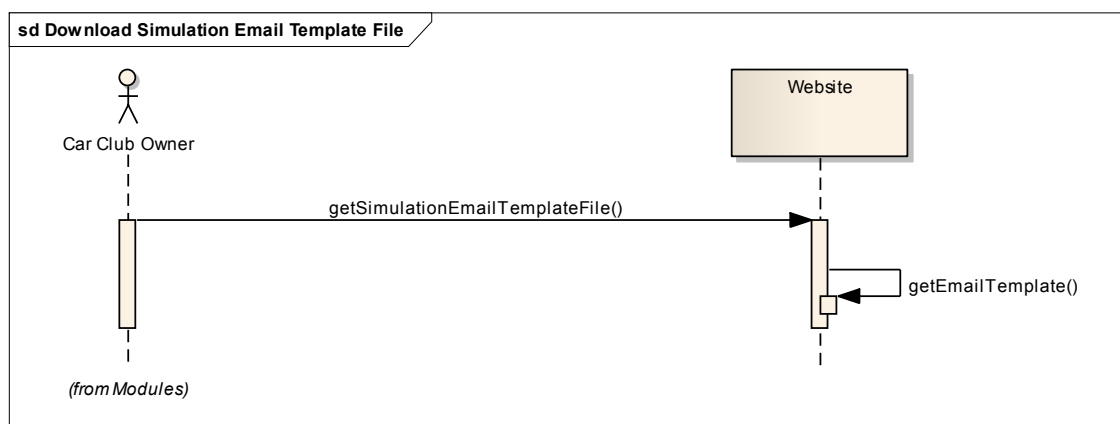 sd Download Simulation Email Template File
Car Club Owner
Website
getSimulationEmailTemplateFile()
getEmailTemplate()
(from Modules)